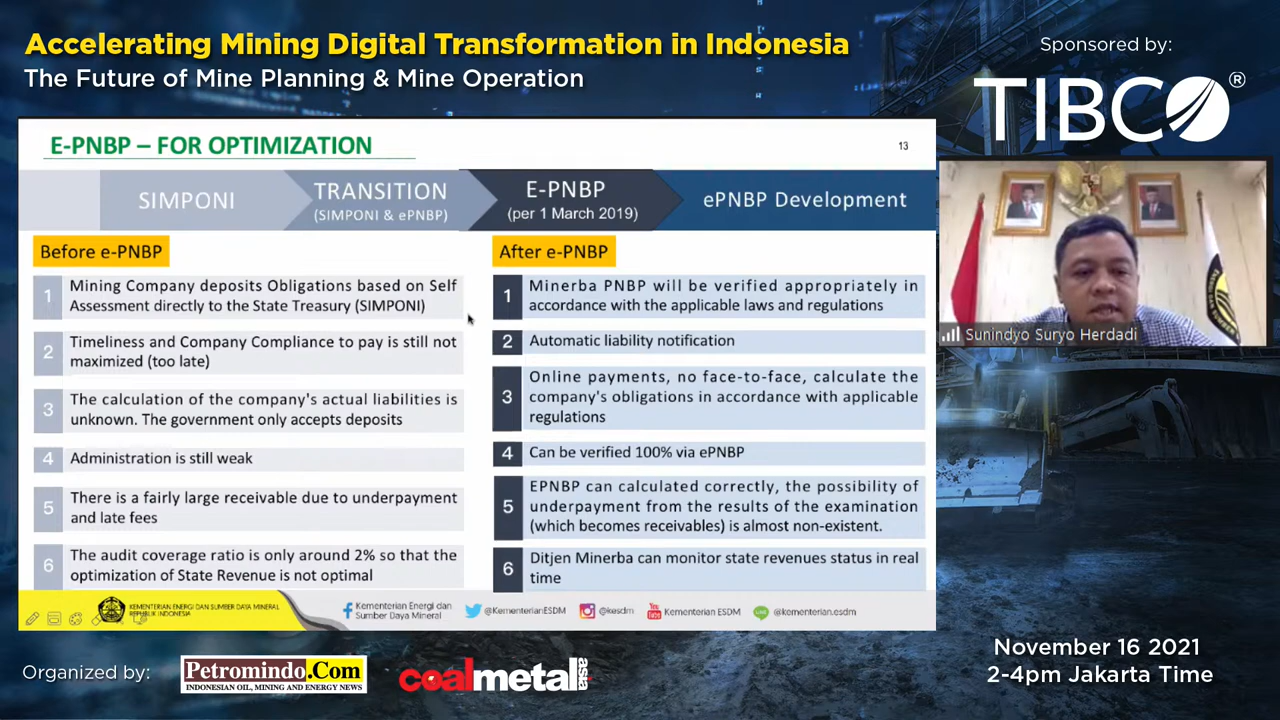 Accelerating Mining Digital Transformation in Indonesia
The Future of Mine Planning & Mine Operation
Sponsored by:
TIBCO®
E-PNBP – FOR OPTIMIZATION
13
SIMPONI
TRANSITION
(SIMPONI & ePNBP)
E-PNBP
(per 1 March 2019)
ePNBP Development
Before e-PNBP
1
Mining Company deposits Obligations based on Self
Assessment directly to the State Treasury (SIMPONI)
2
Timeliness and Company Compliance to pay is still not
maximized (too late)
3
The calculation of the company's actual liabilities is
unknown. The government only accepts deposits
4
Administration is still weak
5
There is a fairly large receivable due to underpayment
and late fees
6
The audit coverage ratio is only around 2% so that the
optimization of State Revenue is not optimal
After e-PNBP
1
Minerba PNBP will be verified appropriately in
accordance with the applicable laws and regulations
2
Automatic liability notification
3
Online payments, no face-to-face, calculate the
company's obligations in accordance with applicable
regulations
4
Can be verified 100% via ePNBP
5
EPNBP can calculated correctly, the possibility of
underpayment from the results of the examination
(which becomes receivables) is almost non-existent.
6
Ditjen Minerba can monitor state revenues status in real
time
Sunindyo Suryo Herdadi
KEMENTERIAN ENERGI DAN SUMBER DAYA MINERAL
REPUBLIK INDONESIA
Kementerian Energi dan
Sumber Daya Mineral
@KementerianESDM
@kesdm
Kementerian ESDM
@kementerian.esdm
Organized by:
Petromindo.Com
INDONESIAN OIL, MINING AND ENERGY NEWS
coalmetal asia
November 16 2021
2-4pm Jakarta Time